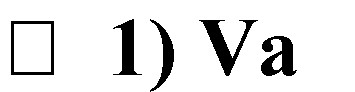 ☐ 1) Va